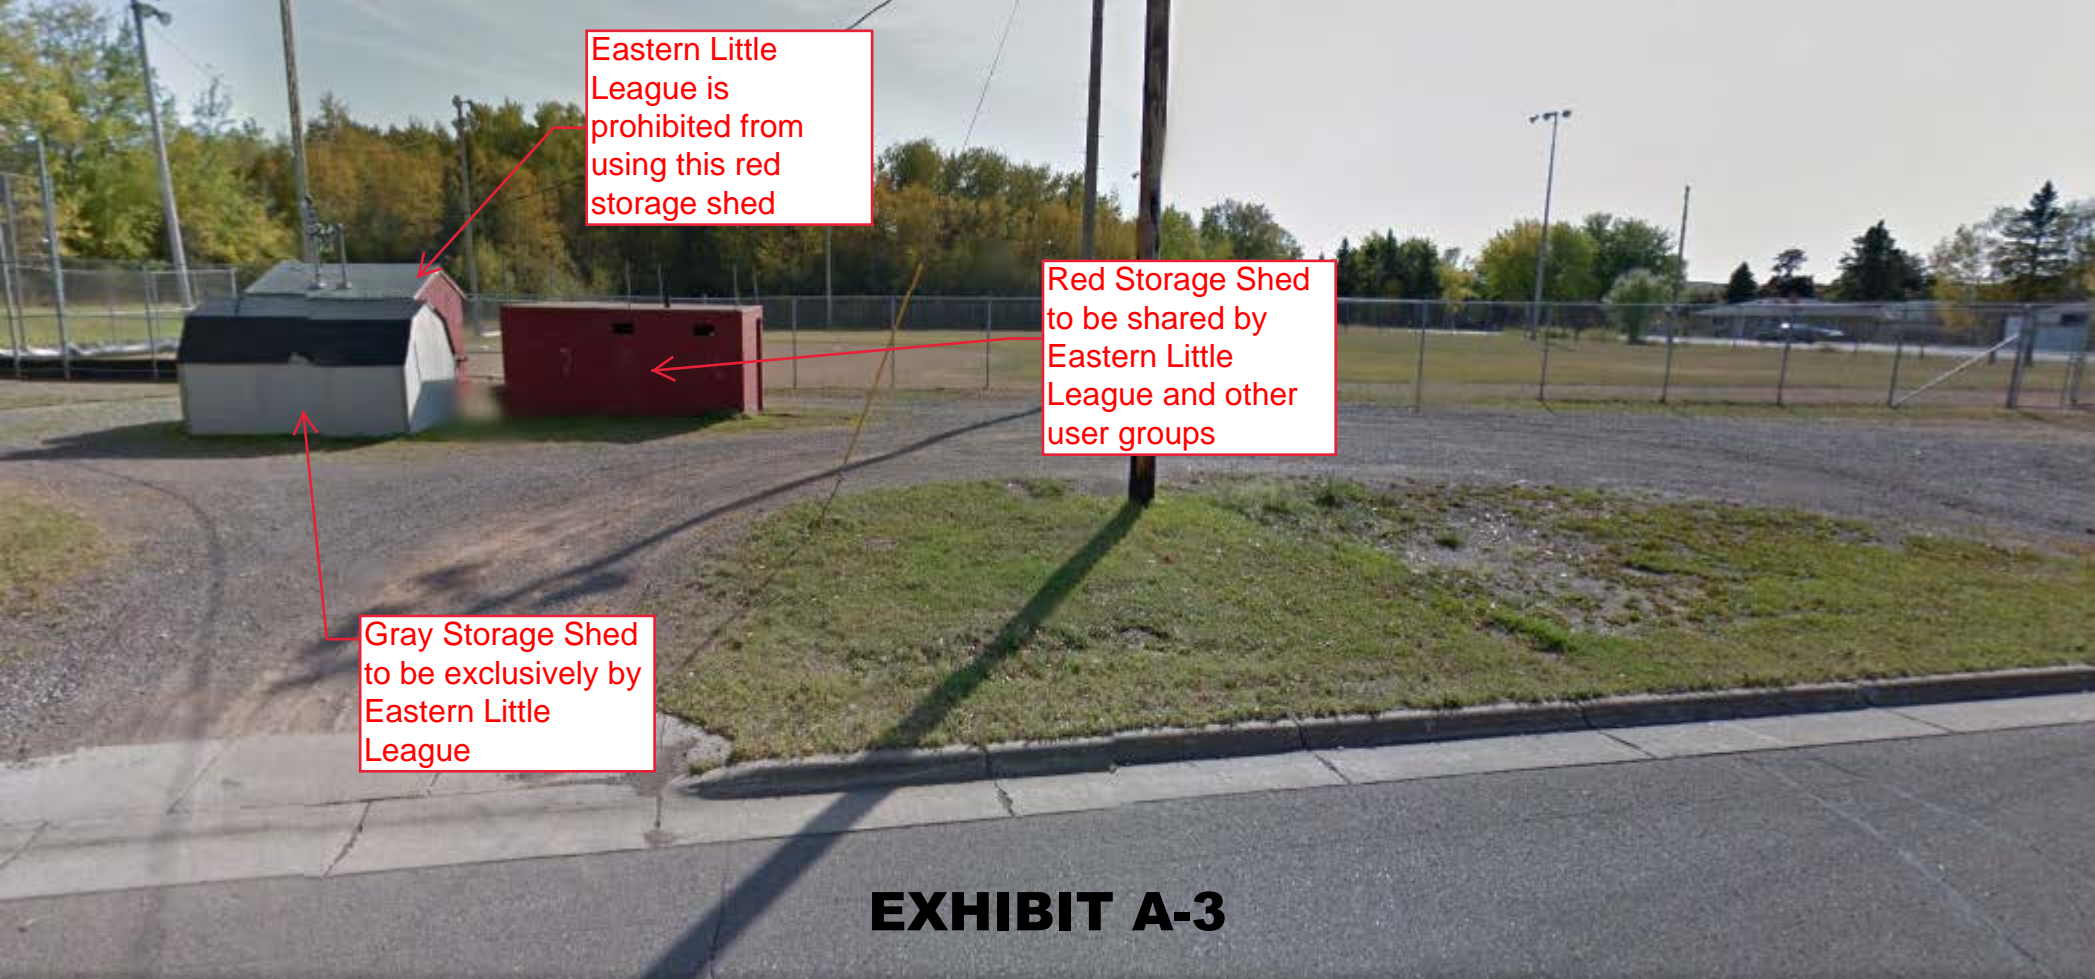 Eastern Little
League is
prohibited from
using this red
storage shed
Red Storage Shed
to be shared by
Eastern Little
League and other
user groups
Gray Storage Shed
to be exclusively by
Eastern Little
League
EXHIBIT A-3